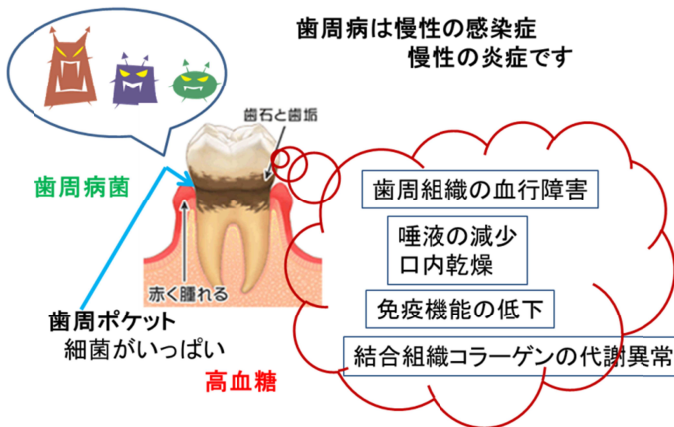 歯周病は慢性の感染症
慢性の炎症です
歯石と歯垢
歯周病菌
赤く腫れる
歯周ポケット
細菌がいっぱい
高血糖
歯周組織の血行障害
唾液の減少
口内乾燥
免疫機能の低下
結合組織コラーゲンの代謝異常